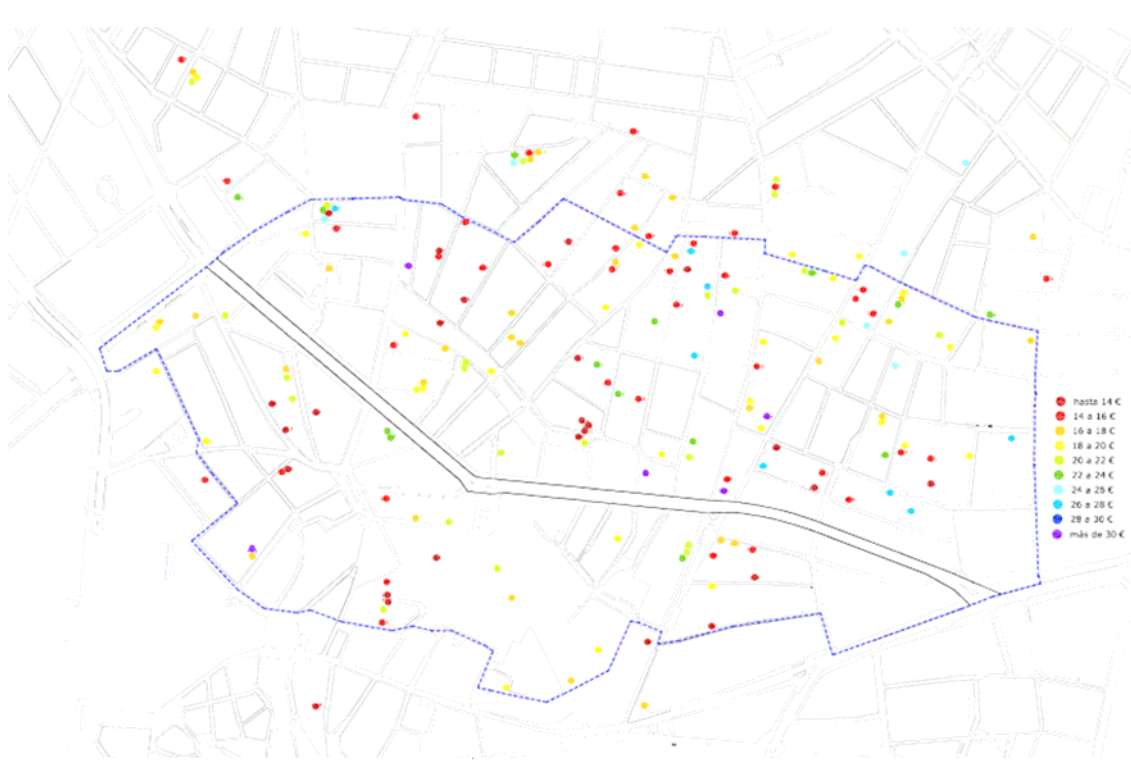 hasta 14 €
14 a 16 €
16 a 18 €
18 a 20 €
20 a 22 €
22 a 24 €
24 a 26 €
26 a 28 €
28 a 30 €
más de 30 €